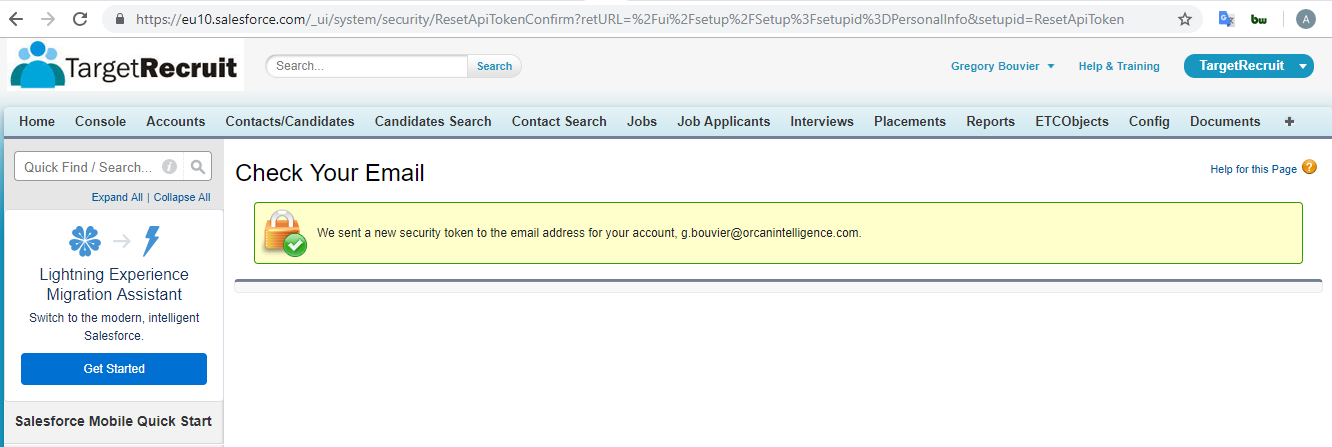 https://eu10.salesforce.com/_ui/system/security/ResetApiTokenConfirm?retURL=%2Fui%2Fsetup%2FSetup%3Fsetupid%3DPersonalInfo&setupid=ResetApiToken
bw
A
TargetRecruit
Search...
Search
Gregory Bouvier
Help & Training
TargetRecruit
Home Console Accounts Contacts/Candidates Candidates Search Contact Search Jobs Job Applicants Interviews Placements Reports ETCObjects Config Documents +
Quick Find / Search...
Expand All | Collapse All
Lightning Experience
Migration Assistant
Switch to the modern, intelligent
Salesforce.
Get Started
Salesforce Mobile Quick Start
Check Your Email
Help for this Page
We sent a new security token to the email address for your account, g.bouvier@orcanintelligence.com.